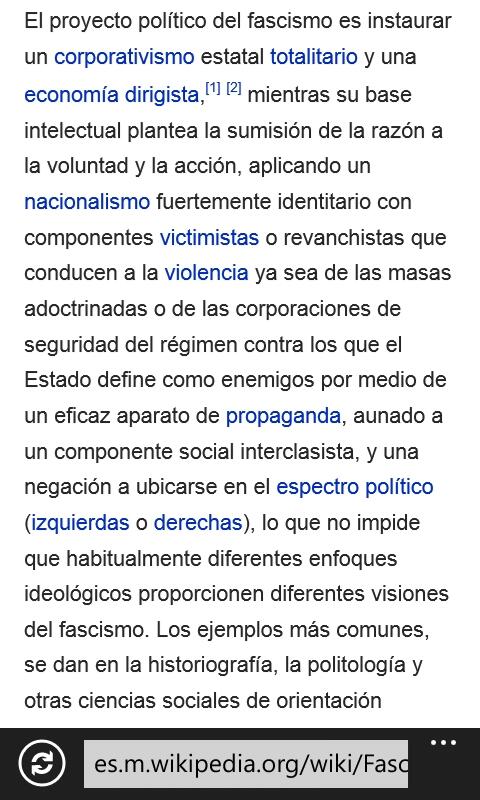 El proyecto político del fascismo es instaurar
un corporativismo estatal totalitario y una
economía dirigista,[1] [2] mientras su base
intelectual plantea la sumisión de la razón a
la voluntad y la acción, aplicando un
nacionalismo fuertemente identitario con
componentes victimistas o revanchistas que
conducen a la violencia ya sea de las masas
adoctrinadas o de las corporaciones de
seguridad del régimen contra los que el
Estado define como enemigos por medio de
un eficaz aparato de propaganda, aunado a
un componente social interclasista, y una
negación a ubicarse en el espectro político
(izquierdas o derechas), lo que no impide
que habitualmente diferentes enfoques
ideológicos proporcionen diferentes visiones
del fascismo. Los ejemplos más comunes,
se dan en la historiografía, la politología y
otras ciencias sociales de orientación
es.m.wikipedia.org/wiki/Fasc